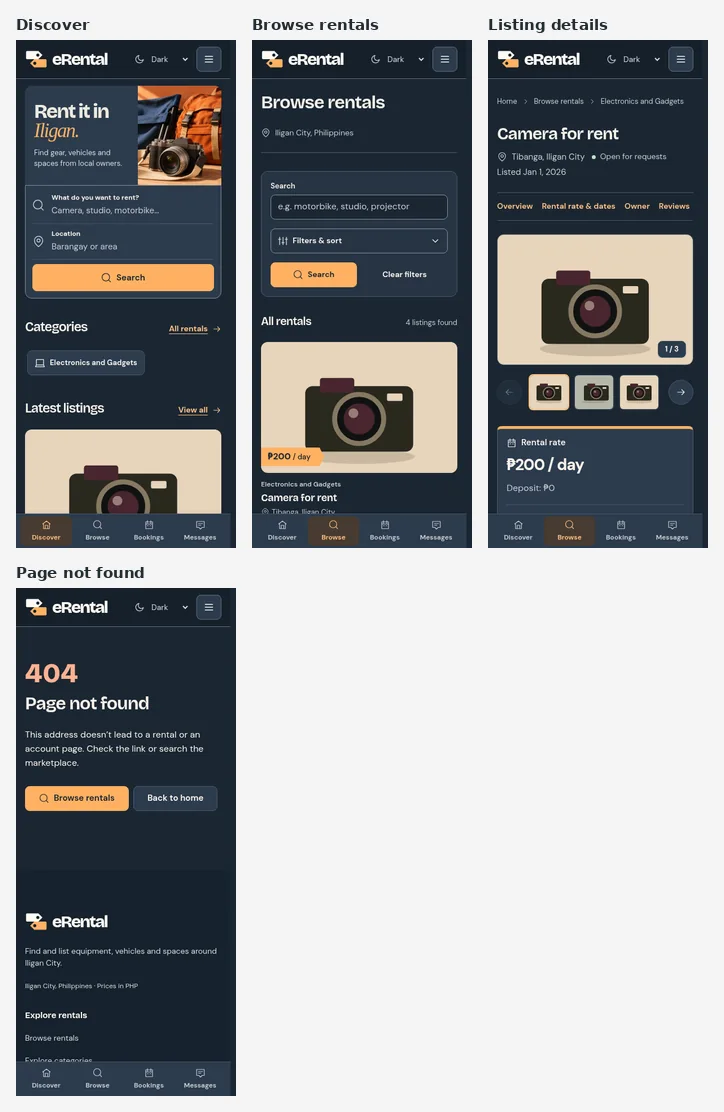 Discover
eRental
Dark
Rent it in
Iligan.
Find gear, vehicles and
spaces from local owners.
What do you want to rent?
Camera, studio, motorbike...
Location
Barangay or area
Search
Categories
All rentals
Electronics and Gadgets
Latest listings
View all
Discover
Browse
Bookings
Messages
Browse rentals
eRental
Dark
Browse rentals
Iligan City, Philippines
Search
e.g. motorbike, studio, projector
Filters & sort
Search
Clear filters
All rentals
4 listings found
₱200 / day
Electronics and Gadgets
Camera for rent
Tibanga, Iligan City
Discover
Browse
Bookings
Messages
Listing details
eRental
Dark
Home > Browse rentals > Electronics and Gadgets
Camera for rent
Tibanga, Iligan City • Open for requests
Listed Jan 1, 2026
Overview Rental rate & dates Owner Reviews
1 / 3
Rental rate
₱200 / day
Deposit: ₱0
Discover
Browse
Bookings
Messages
Page not found
eRental
Dark
404
Page not found
This address doesn't lead to a rental or an
account page. Check the link or search the
marketplace.
Browse rentals
Back to home
eRental
Find and list equipment, vehicles and spaces around
Iligan City.
Iligan City, Philippines · Prices in PHP
Explore rentals
Browse rentals
Explore categories
Discover
Browse
Bookings
Messages